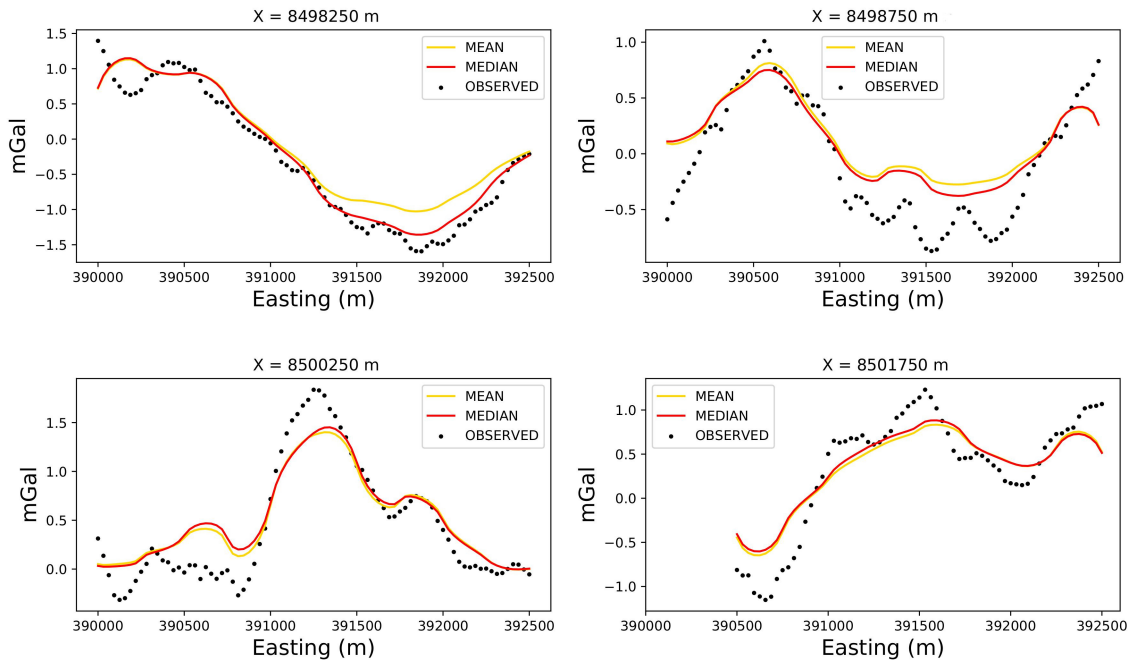 X = 8498250 m
mGal
1.5
1.0
0.5
0.0
−0.5
−1.0
−1.5
MEAN
MEDIAN
OBSERVED
390000 390500 391000 391500 392000 392500
Easting (m)
X = 8498750 m
mGal
1.0
0.5
0.0
−0.5
MEAN
MEDIAN
OBSERVED
390000 390500 391000 391500 392000 392500
Easting (m)
X = 8500250 m
mGal
1.5
1.0
0.5
0.0
MEAN
MEDIAN
OBSERVED
390000 390500 391000 391500 392000 392500
Easting (m)
X = 8501750 m
mGal
1.0
0.5
0.0
−0.5
−1.0
MEAN
MEDIAN
OBSERVED
390000 390500 391000 391500 392000 392500
Easting (m)